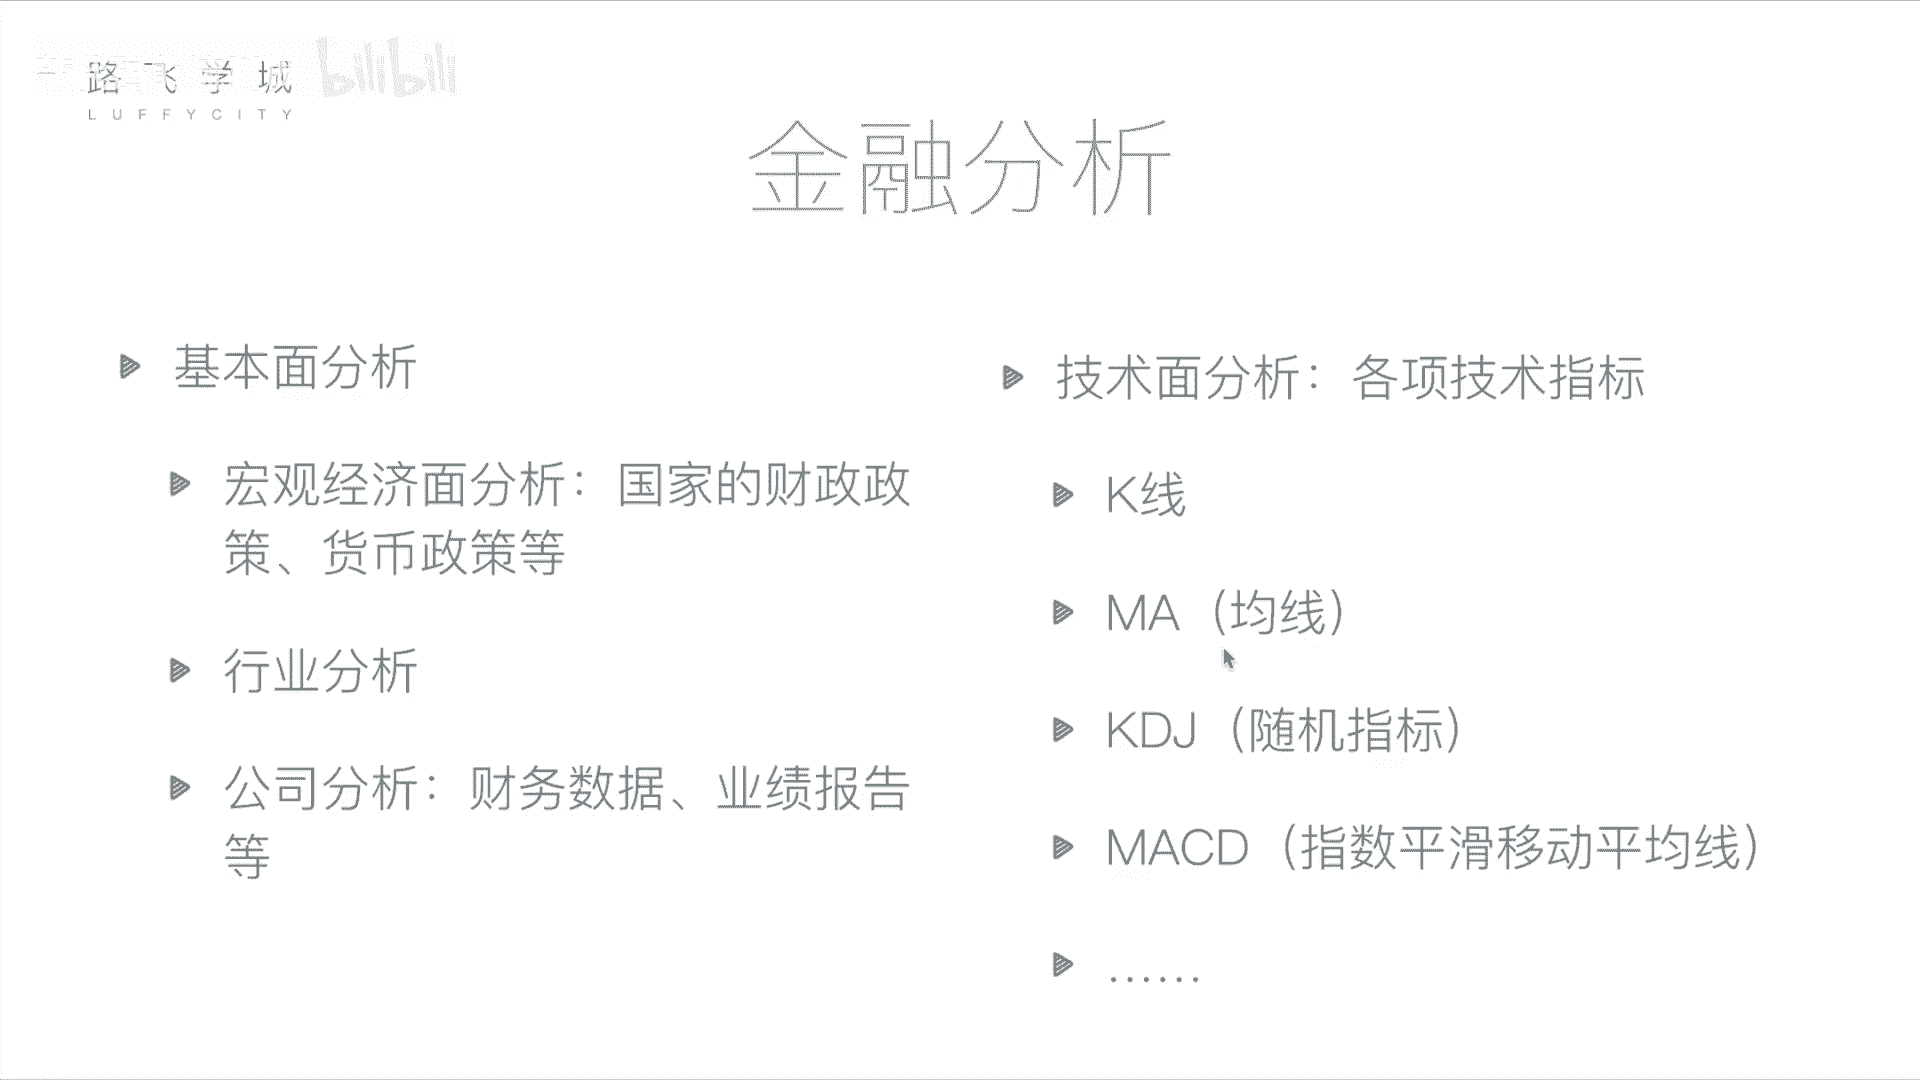 路飞学城
bilibili
LUFFYCITY
金融分析
基本面分析
宏观经济面分析：国家的财政政
策、货币政策等
行业分析
公司分析：财务数据、业绩报告
等
技术面分析：各项技术指标
K线
MA（均线）
KDJ（随机指标）
MACD（指数平滑移动平均线）
……